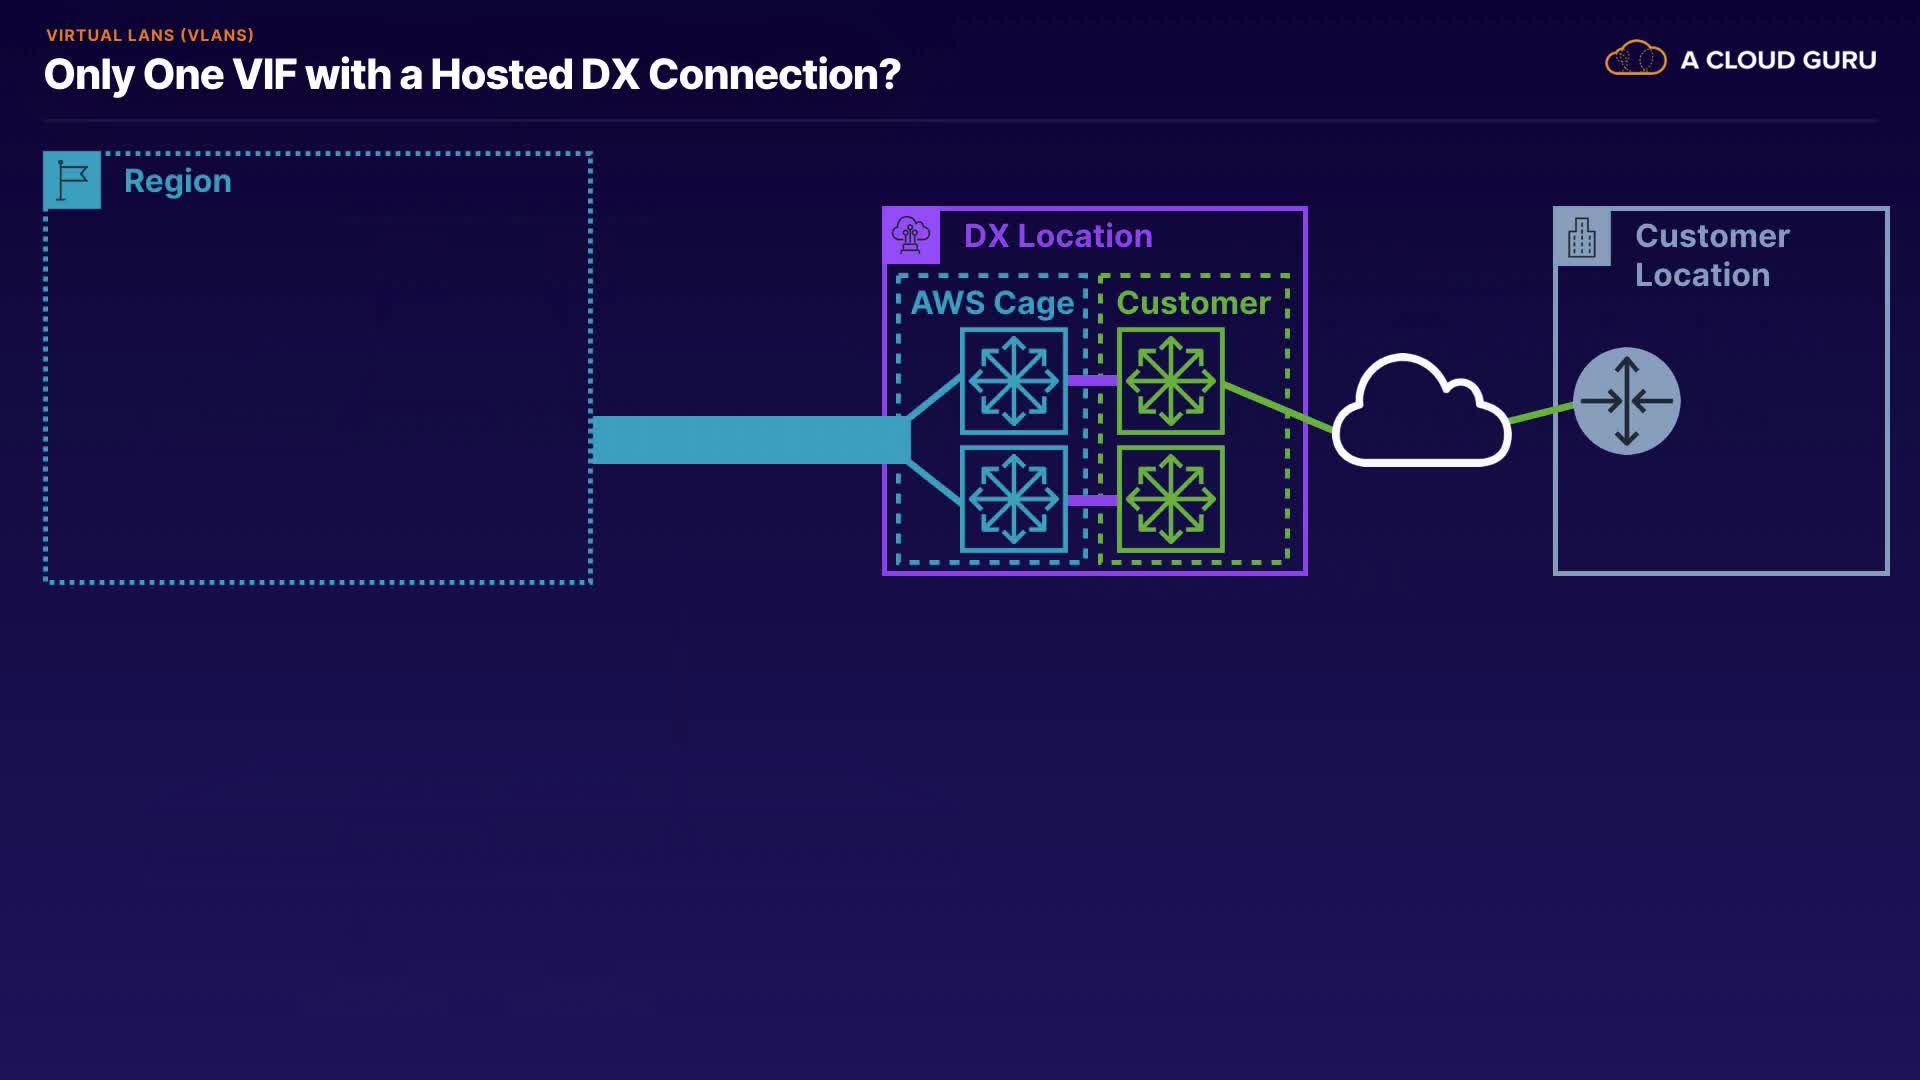 VIRTUAL LANS (VLANS)
Only One VIF with a Hosted DX Connection?
A CLOUD GURU
Region
DX Location
AWS Cage
Customer
Customer
Location